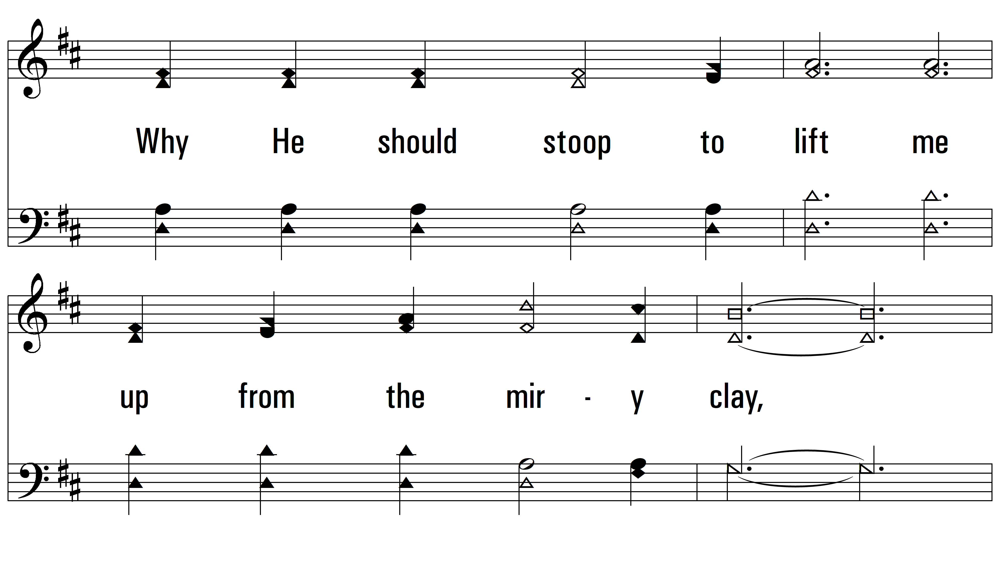 Why He should stoop to lift me
up from the mir - y clay,